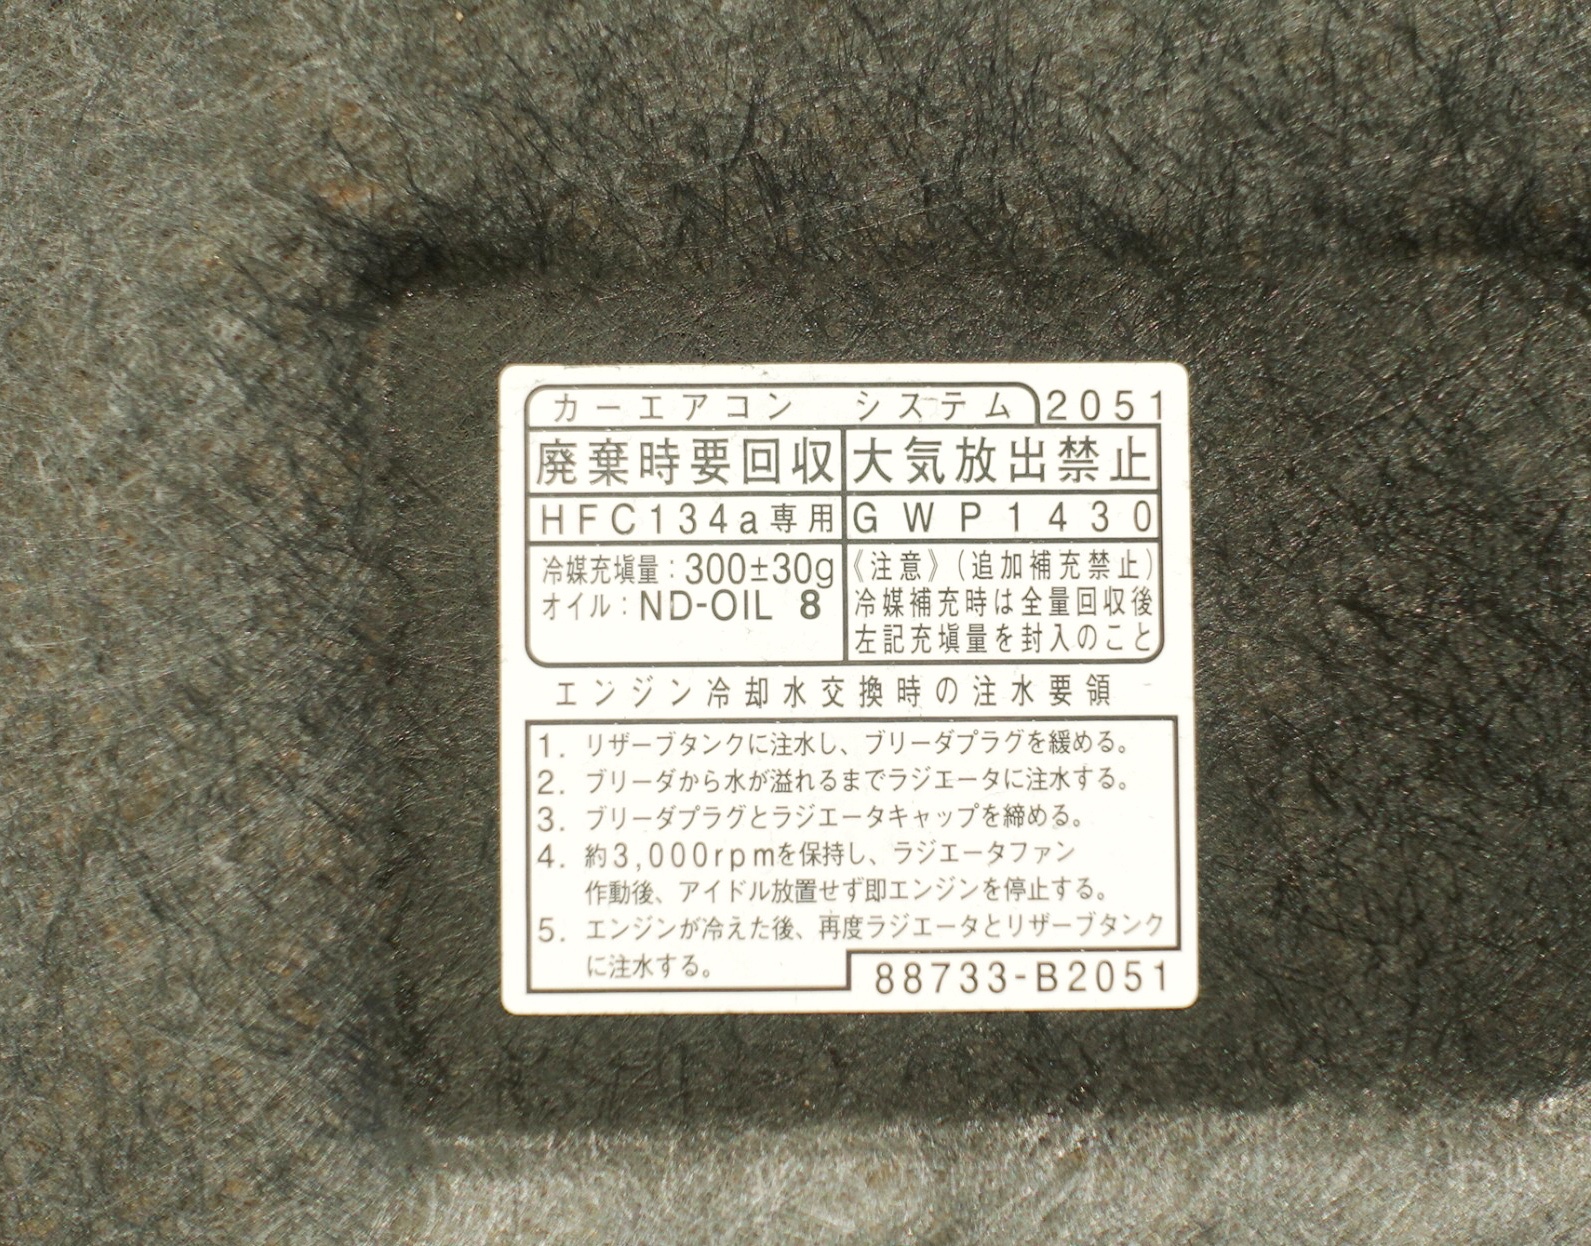 カーエアコン システム 2051
廃棄時要回収 大気放出禁止
HFC134a専用 GWP1430
冷媒充塡量:300±30g
オイル:ND-OIL 8
《注意》(追加補充禁止)
冷媒補充時は全量回収後
左記充塡量を封入のこと
エンジン冷却水交換時の注水要領
1. リザーブタンクに注水し、ブリーダプラグを緩める。
2. ブリーダから水が溢れるまでラジエータに注水する。
3. ブリーダプラグとラジエータキャップを締める。
4. 約3,000rpmを保持し、ラジエータファン
作動後、アイドル放置せず即エンジンを停止する。
5. エンジンが冷えた後、再度ラジエータとリザーブタンク
に注水する。
88733-B2051